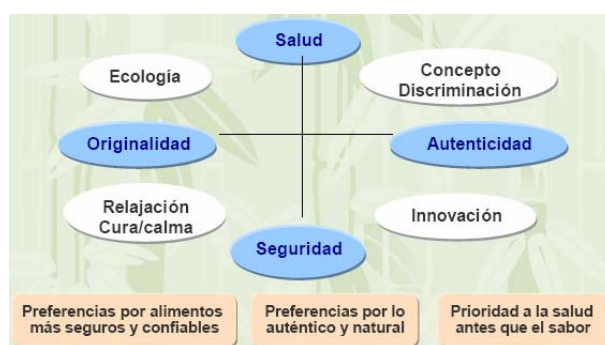 Salud
Ecología
Concepto
Discriminación
Originalidad
Autenticidad
Relajación
Cura/calma
Innovación
Seguridad
Preferencias por alimentos
más seguros y confiables
Preferencias por lo
auténtico y natural
Prioridad a la salud
antes que el sabor